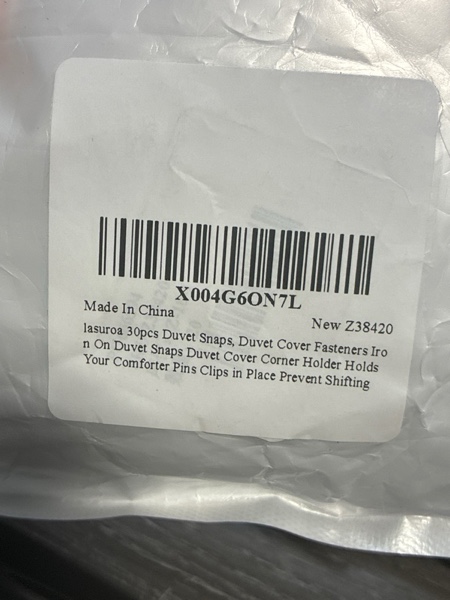 X004G6ON7L
Made In China
New Z38420
lasuroa 30pcs Duvet Snaps, Duvet Cover Fasteners Iro
n On Duvet Snaps Duvet Cover Corner Holder Holds
Your Comforter Pins Clips in Place Prevent Shifting